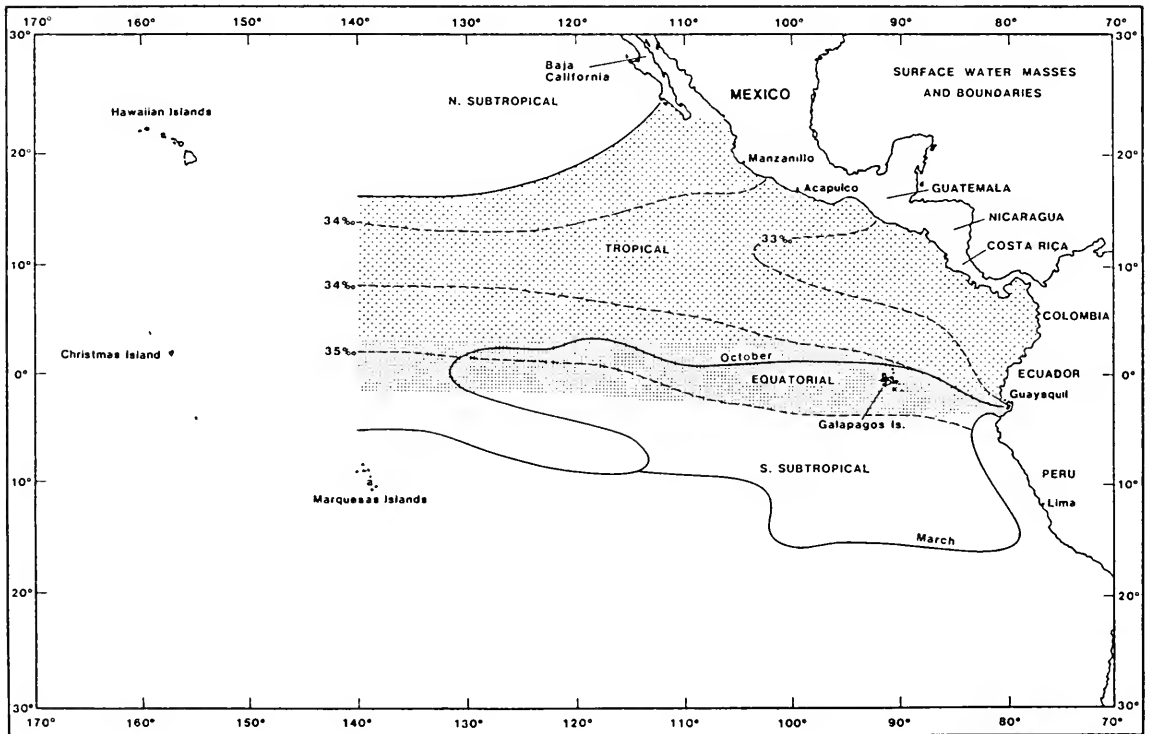 170° 160° 150° 140° 130° 120° 110° 100° 90° 80° 70°
30° 30°
Baja
California
SURFACE WATER MASSES
AND BOUNDARIES
MEXICO
N. SUBTROPICAL
Hawaiian Islands
20° 20°
Manzanillo
Acapulco
GUATEMALA
34‰
NICARAGUA
33‰
TROPICAL
COSTA RICA
10° 10°
34‰
COLOMBIA
Christmas Island
35‰
October
ECUADOR
0° 0°
EQUATORIAL
Guayaquil
Galapagos Is.
S. SUBTROPICAL
PERU
10° 10°
Marquesas Islands
Lima
March
20° 20°
30° 30°
170° 160° 150° 140° 130° 120° 110° 100° 90° 80° 70°